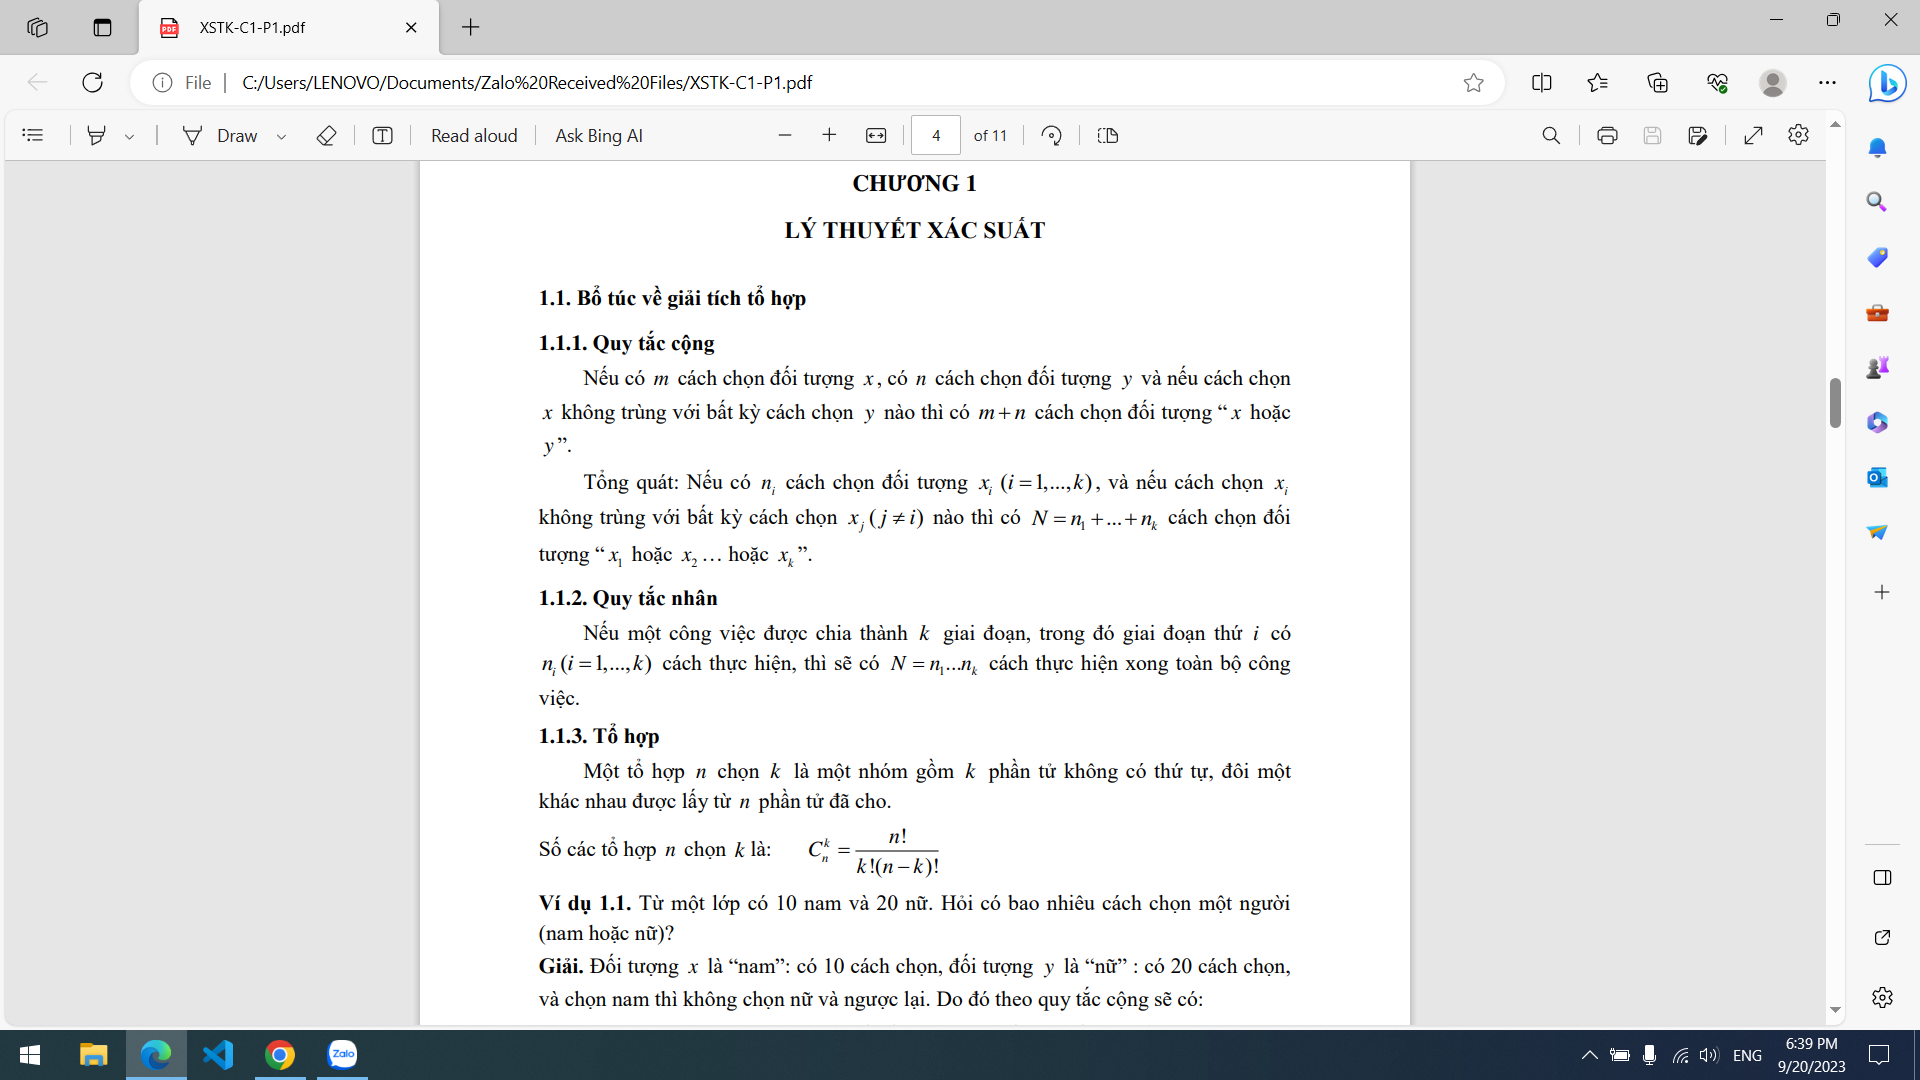 XSTK-C1-P1.pdf
File
C:/Users/LENOVO/Documents/Zalo%20Received%20Files/XSTK-C1-P1.pdf
Draw
Read aloud
Ask Bing AI
4
of 11
CHƯƠNG 1
LÝ THUYẾT XÁC SUẤT
1.1. Bổ túc về giải tích tổ hợp
1.1.1. Quy tắc cộng
Nếu có m cách chọn đối tượng x, có n cách chọn đối tượng y và nếu cách chọn
x không trùng với bất kỳ cách chọn y nào thì có m+n cách chọn đối tượng “x hoặc
y”.
Tổng quát: Nếu có n_i cách chọn đối tượng x_i (i=1,...,k), và nếu cách chọn x_i
không trùng với bất kỳ cách chọn x_j (j≠i) nào thì có N=n_1+...+n_k cách chọn đối
tượng “x_1 hoặc x_2 … hoặc x_k”.
1.1.2. Quy tắc nhân
Nếu một công việc được chia thành k giai đoạn, trong đó giai đoạn thứ i có
n_i (i=1,...,k) cách thực hiện, thì sẽ có N=n_1...n_k cách thực hiện xong toàn bộ công
việc.
1.1.3. Tổ hợp
Một tổ hợp n chọn k là một nhóm gồm k phần tử không có thứ tự, đôi một
khác nhau được lấy từ n phần tử đã cho.
Số các tổ hợp n chọn k là: C_n^k = n!/(k!(n−k)!)
Ví dụ 1.1. Từ một lớp có 10 nam và 20 nữ. Hỏi có bao nhiêu cách chọn một người
(nam hoặc nữ)?
Giải. Đối tượng x là “nam”: có 10 cách chọn, đối tượng y là “nữ” : có 20 cách chọn,
và chọn nam thì không chọn nữ và ngược lại. Do đó theo quy tắc cộng sẽ có:
Zalo
ENG
6:39 PM
9/20/2023